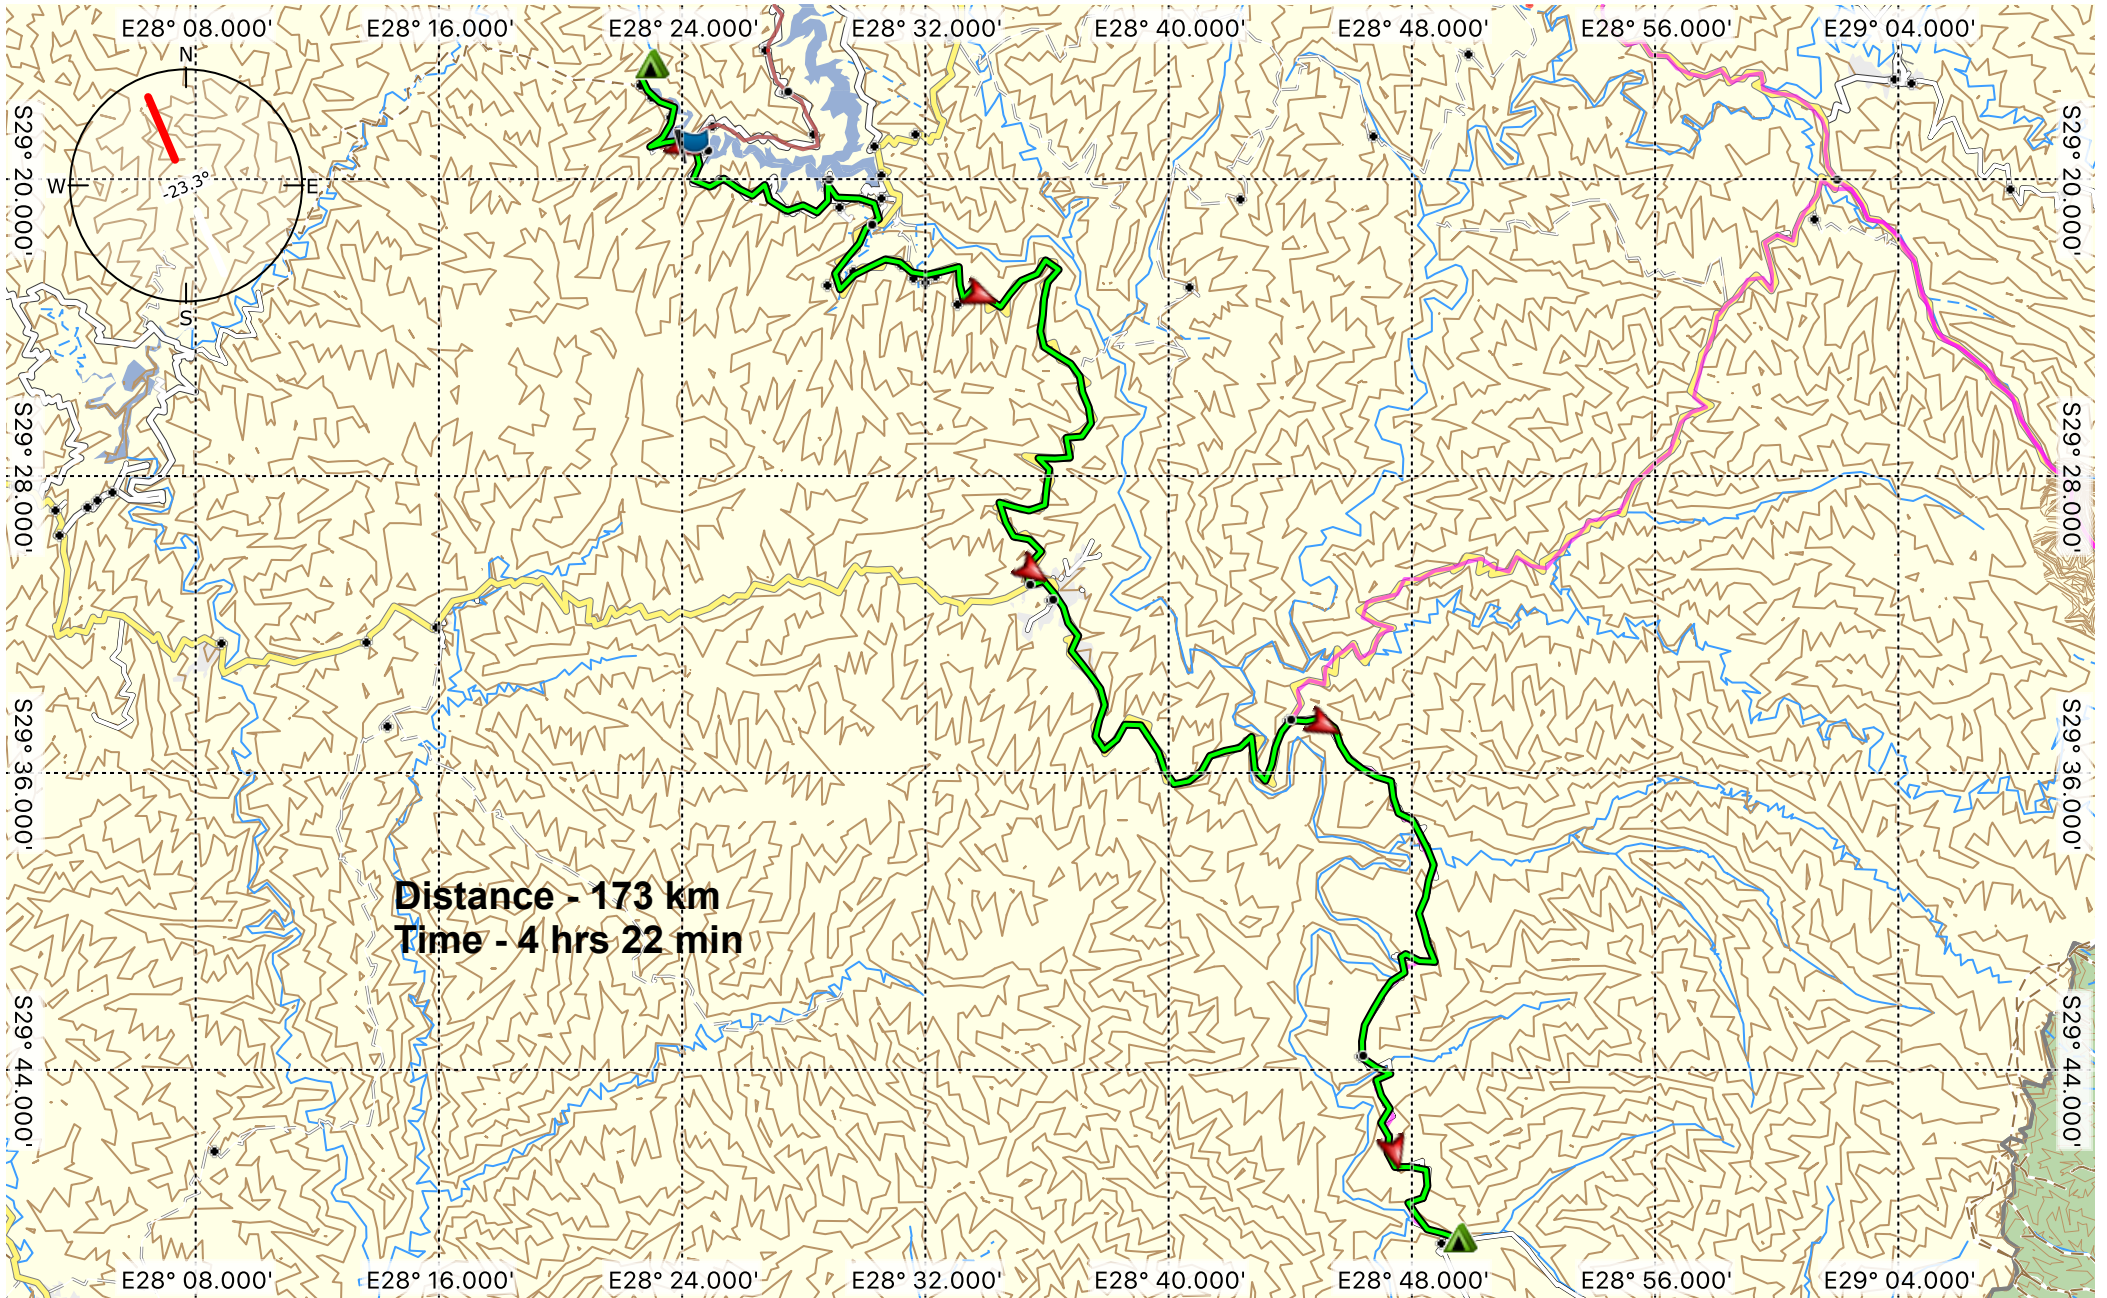 E28° 08.000' E28° 16.000' E28° 24.000' E28° 32.000' E28° 40.000' E28° 48.000' E28° 56.000' E29° 04.000'
N
W E
-23.3°
S
S29° 20.000' S29° 20.000'
S29° 28.000' S29° 28.000'
S29° 36.000' S29° 36.000'
Distance - 173 km
Time - 4 hrs 22 min
S29° 44.000' S29° 44.000'
E28° 08.000' E28° 16.000' E28° 24.000' E28° 32.000' E28° 40.000' E28° 48.000' E28° 56.000' E29° 04.000'